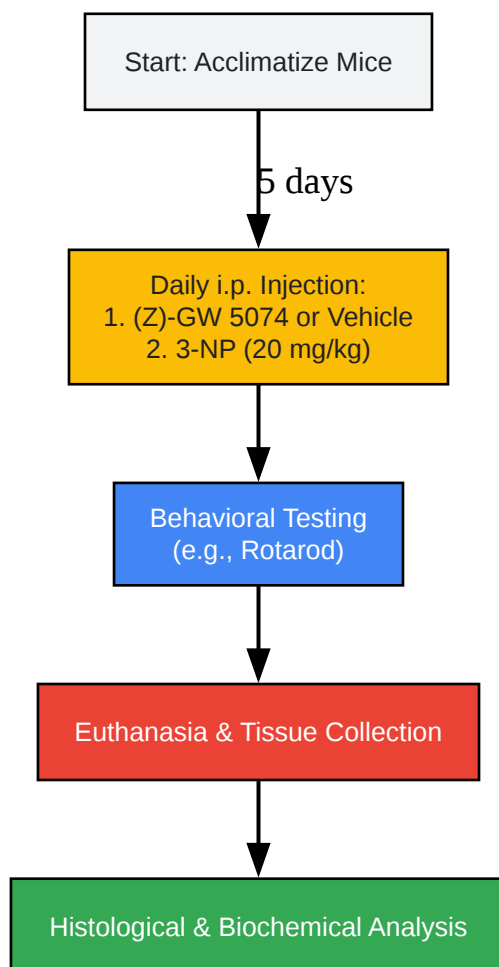 Start: Acclimatize Mice
5 days
Daily i.p. Injection:
1. (Z)-GW 5074 or Vehicle
2. 3-NP (20 mg/kg)
Behavioral Testing
(e.g., Rotarod)
Euthanasia & Tissue Collection
Histological & Biochemical Analysis